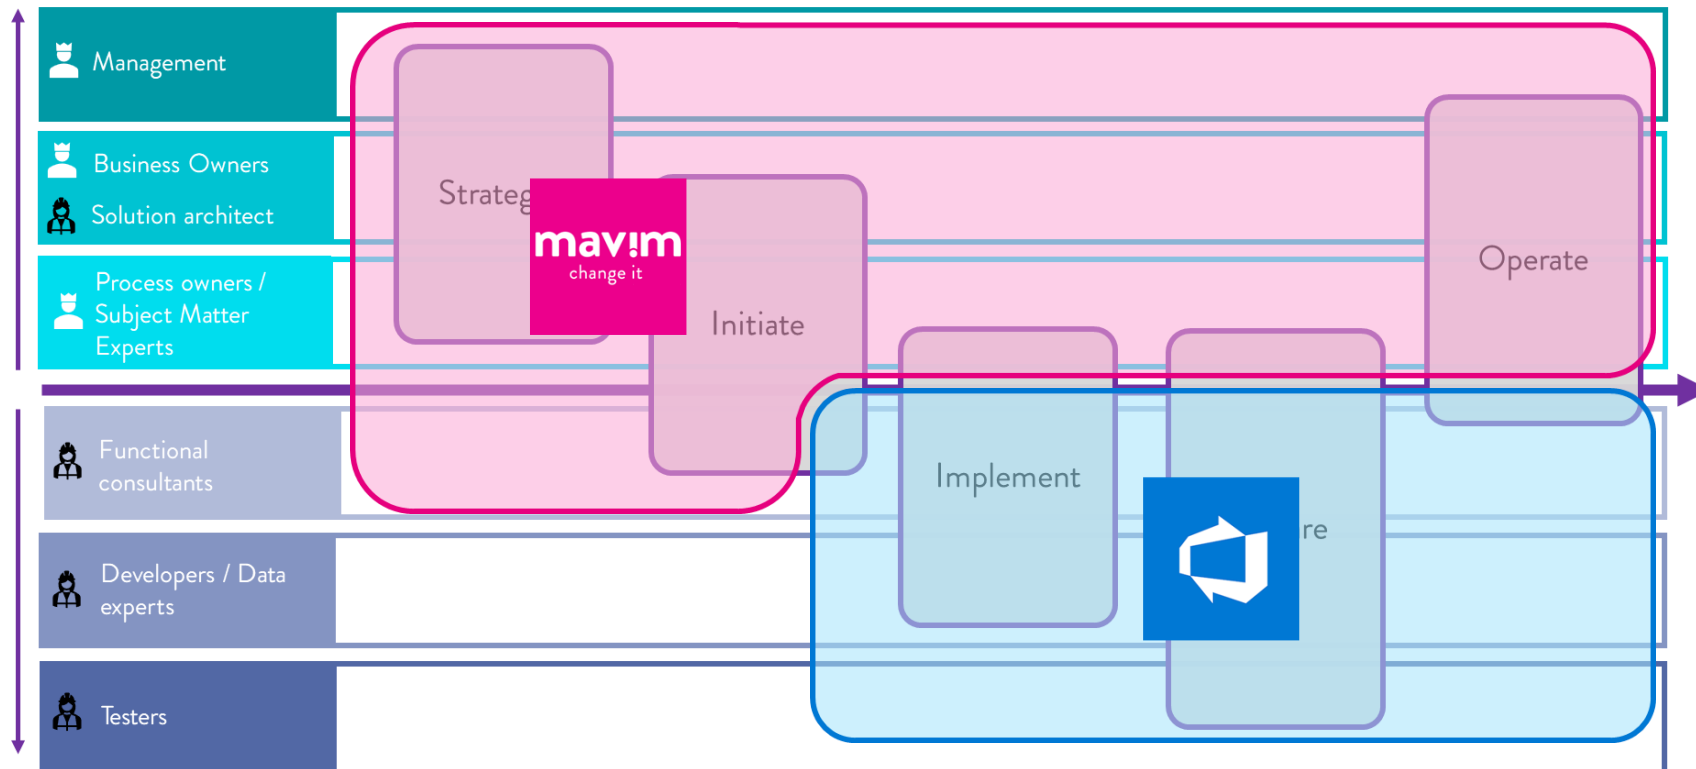 Management
Business Owners
Solution architect
Process owners /
Subject Matter
Experts
Functional
consultants
Developers / Data
experts
Testers
Strateg
mavim
change it
Initiate
Implement
re
Operate